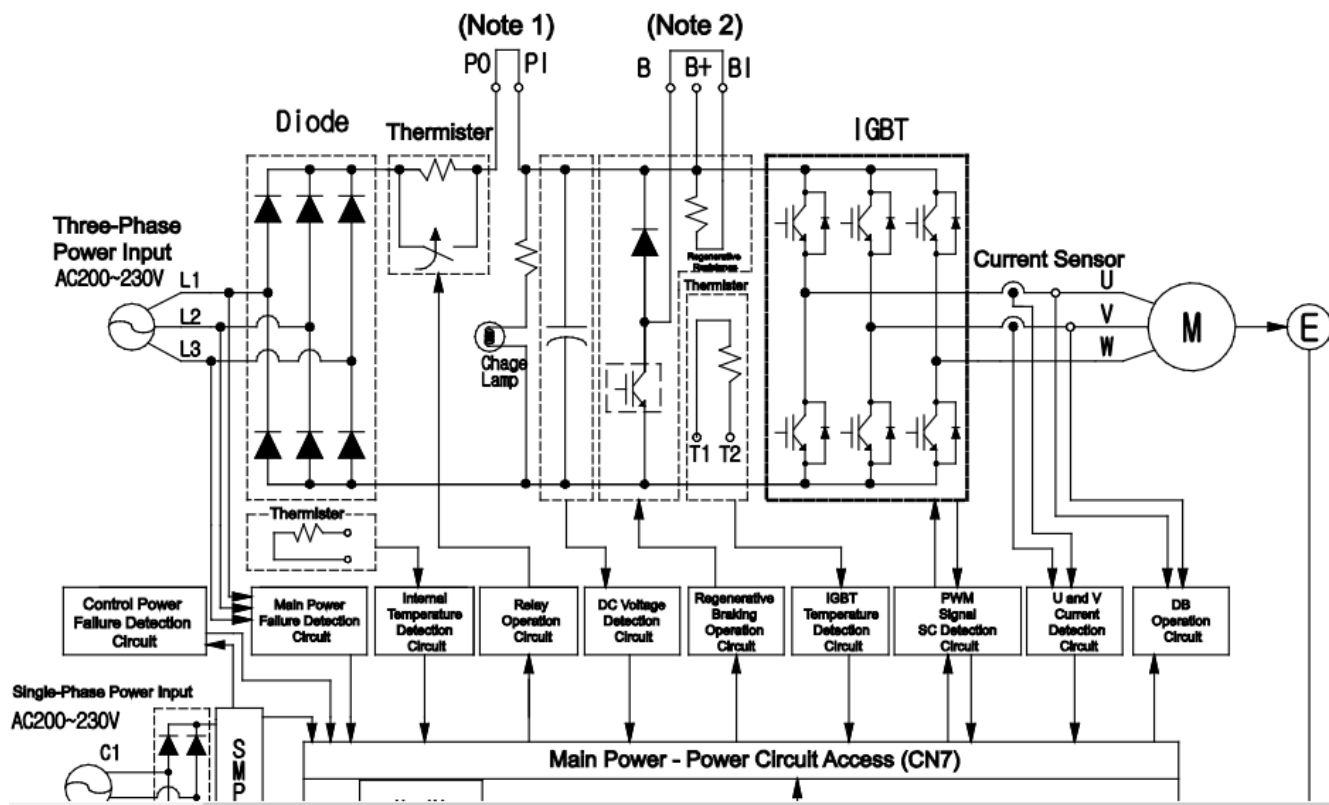 (Note 1)
(Note 2)
PO
PI
B
B+
BI
Diode
Thermister
IGBT
Three-Phase
Power Input
AC200~230V
L1
L2
L3
Regenerative
Resistance
Thermister
Current Sensor
U
V
W
M
E
Chage
Lamp
T1
T2
Thermister
Control Power
Failure Detection
Circuit
Main Power
Failure Detection
Circuit
Internal
Temperature
Detection
Circuit
Relay
Operation
Circuit
DC Voltage
Detection
Circuit
Regenerative
Braking
Operation
Circuit
IGBT
Temperature
Detection
Circuit
PWM
Signal
SC Detection
Circuit
U and V
Current
Detection
Circuit
DB
Operation
Circuit
Single-Phase Power Input
AC200~230V
C1
S
M
P
Main Power - Power Circuit Access (CN7)